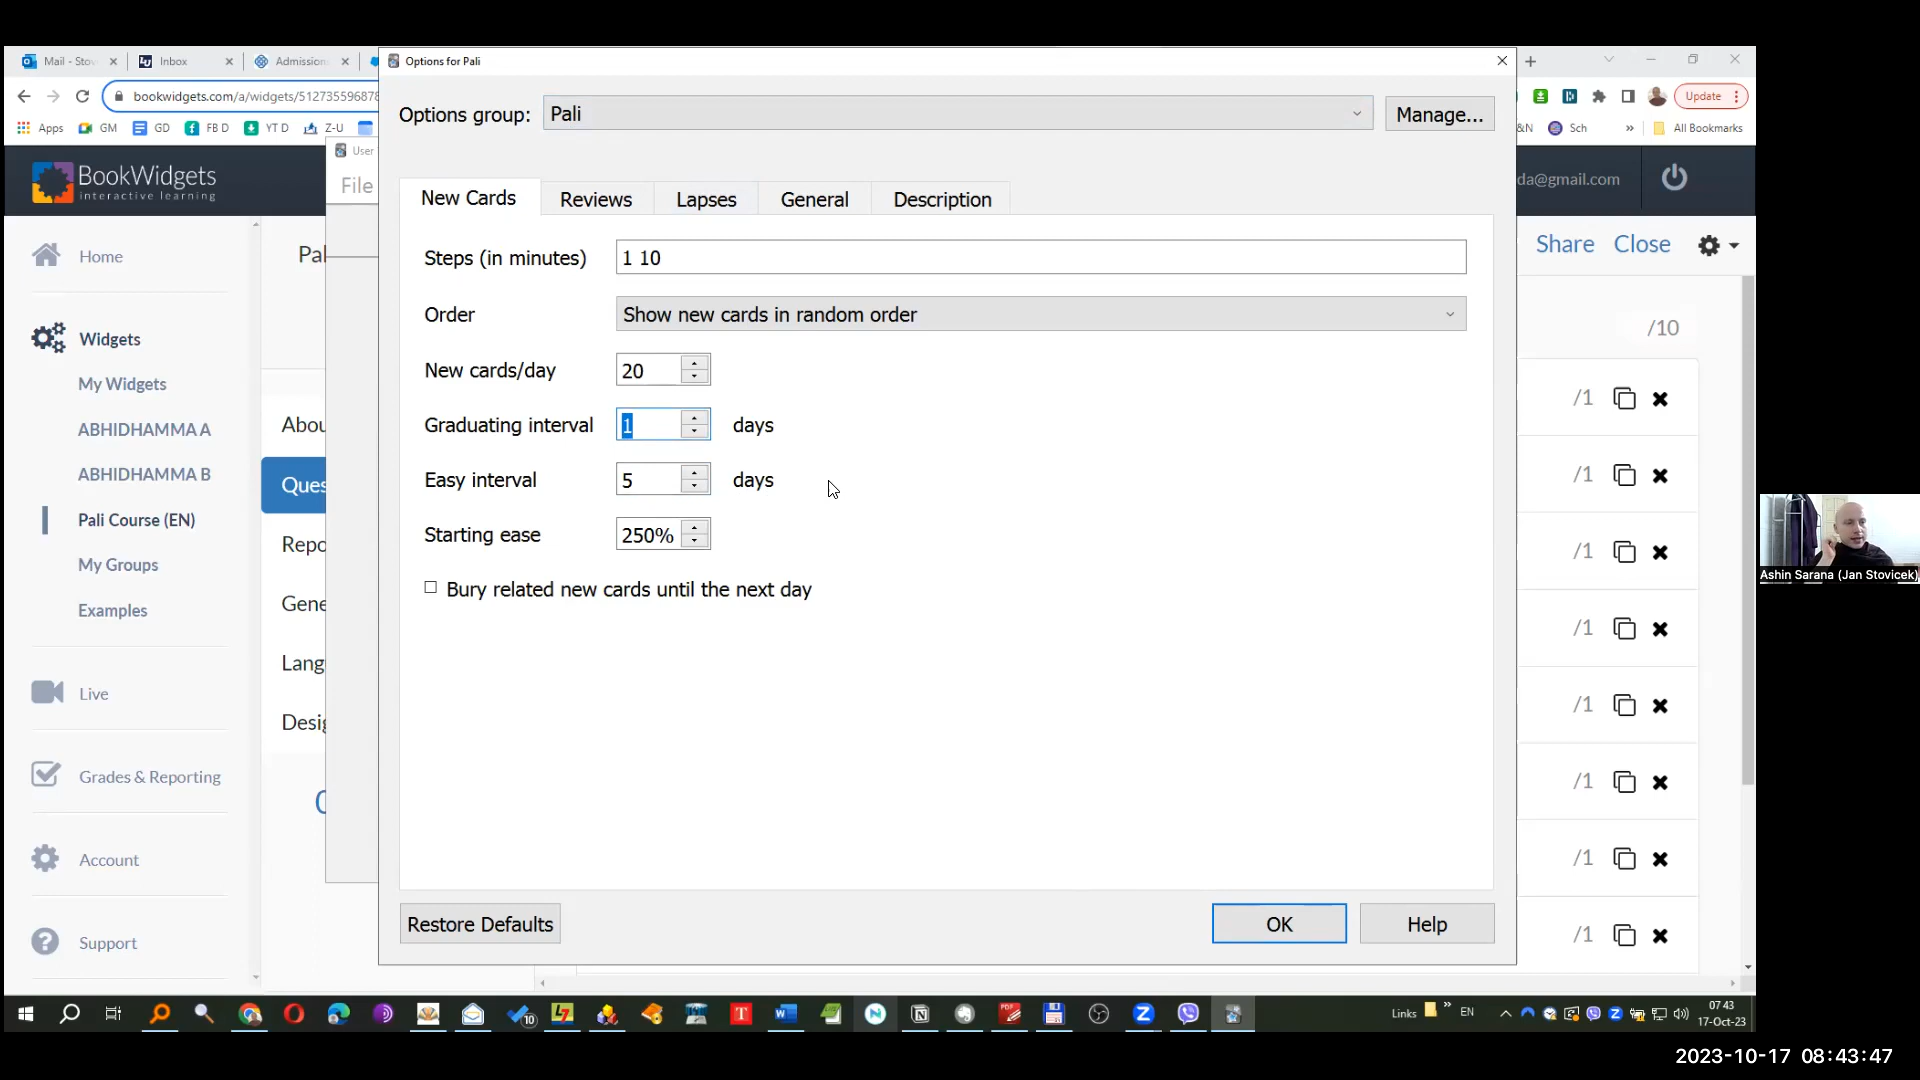 Mail - Stov
Inbox
Admission
Options for Pali
bookwidgets.com/a/widgets/512735596878
Update
Apps
GM
GD
FB D
YT D
Z-U
&N
Sch
»
All Bookmarks
Options group:
Pali
Manage...
BookWidgets
interactive learning
User
File
da@gmail.com
New Cards
Reviews
Lapses
General
Description
Home
Pal
Share
Close
Steps (in minutes)
1 10
Order
Show new cards in random order
/10
Widgets
My Widgets
New cards/day
20
/1
ABHIDHAMMA A
Abou
Graduating interval
1
days
ABHIDHAMMA B
Ques
Easy interval
5
days
/1
Pali Course (EN)
Repo
Starting ease
250%
/1
My Groups
Bury related new cards until the next day
Ashin Sarana (Jan Stovicek)
Examples
Gene
/1
Live
Lang
/1
Desig
Grades & Reporting
/1
Account
/1
Support
Restore Defaults
OK
Help
/1
10
Links
»
EN
07 43
17-Oct-23
2023-10-17 08:43:47